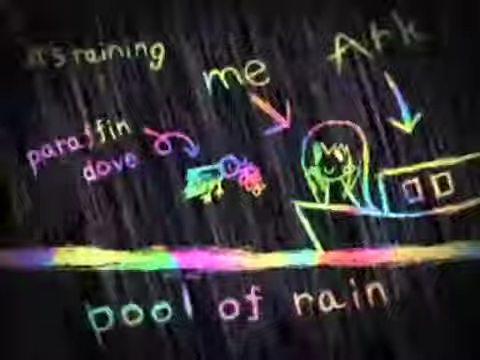 it's raining
me
Ark
paraffin
dove
pool of rain